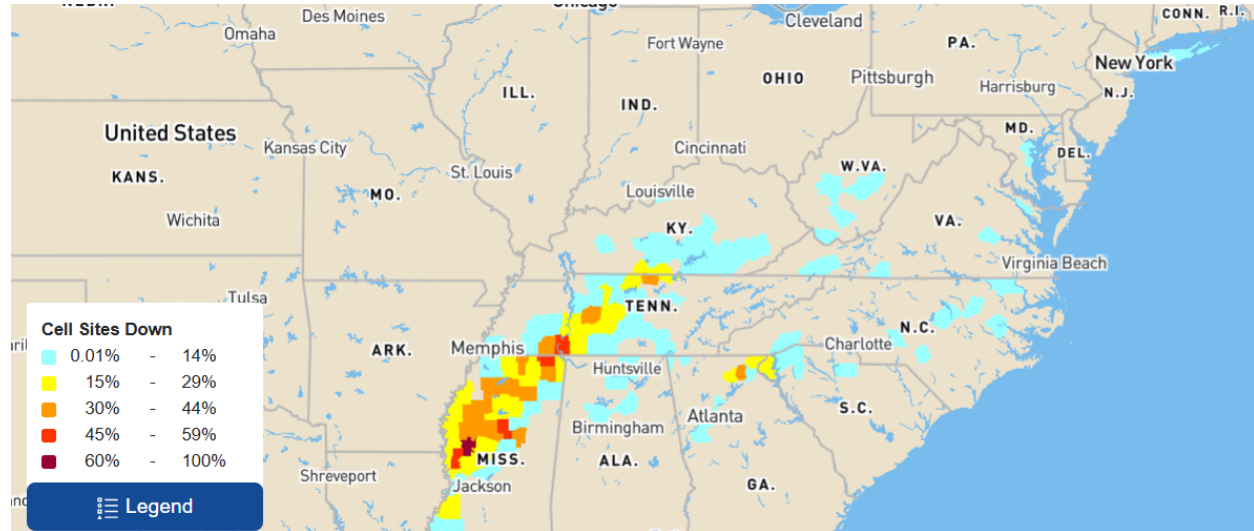 Chicago
Cleveland
CONN.
R.I.
Des Moines
Omaha
Fort Wayne
PA.
New York
OHIO
Pittsburgh
Harrisburg
ILL.
IND.
N.J.
United States
Kansas City
MD.
Cincinnati
DEL.
St. Louis
W.VA.
KANS.
MO.
Louisville
VA.
Wichita
KY.
Virginia Beach
Tulsa
TENN.
N.C.
ARK.
Memphis
Charlotte
Huntsville
S.C.
Atlanta
Birmingham
MISS.
ALA.
Shreveport
Jackson
GA.
Cell Sites Down
0.01% - 14%
15% - 29%
30% - 44%
45% - 59%
60% - 100%
Legend